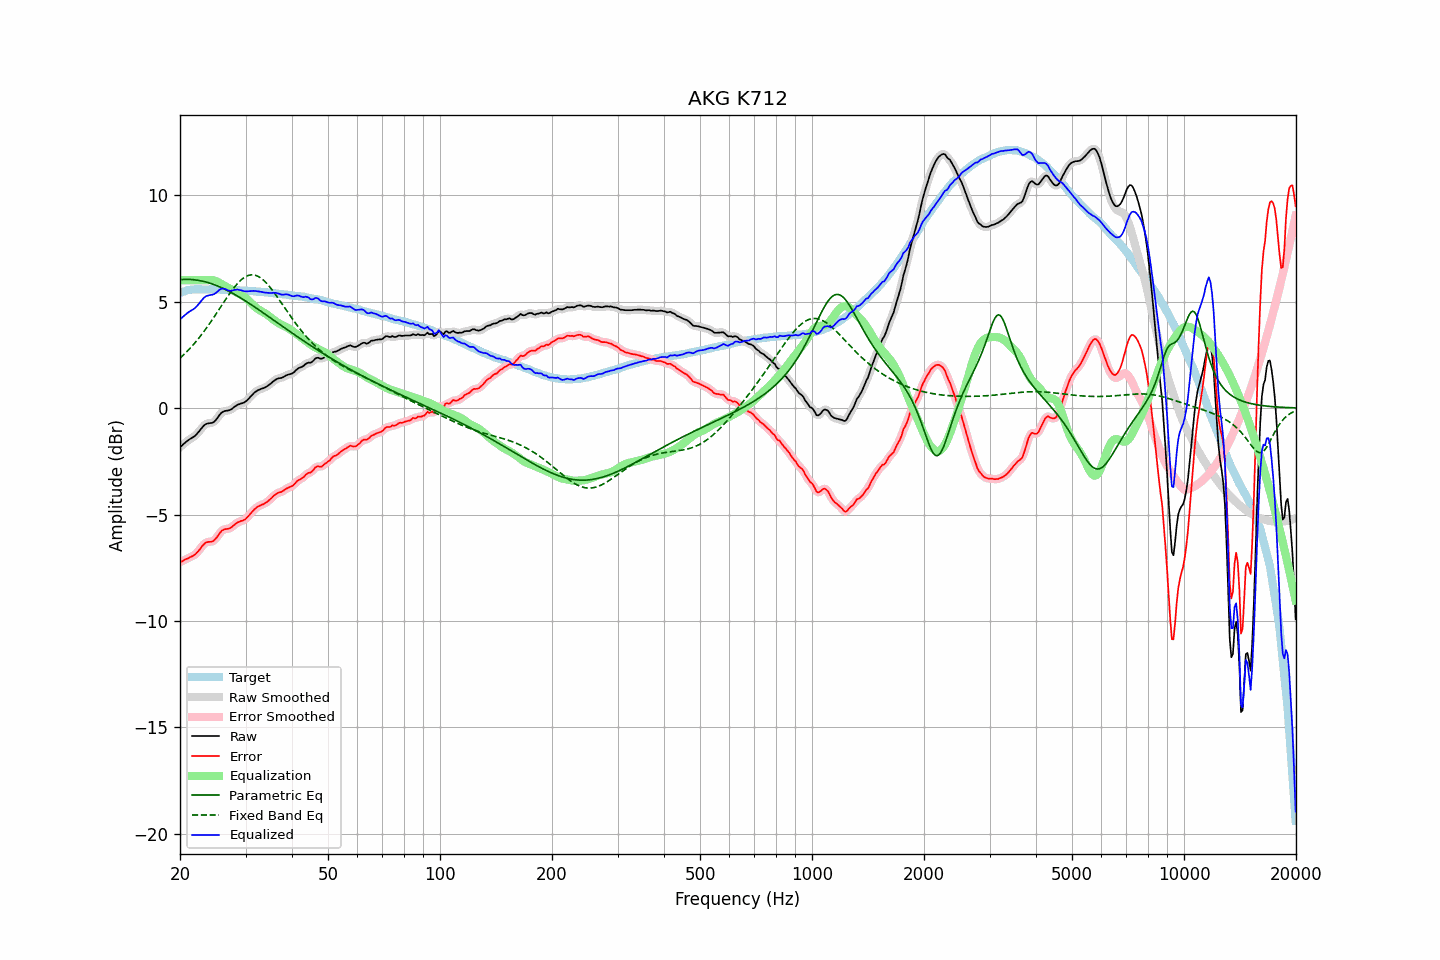 AKG K712
Amplitude (dBr)
10
5
0
−5
−10
−15
−20
Target
Raw Smoothed
Error Smoothed
Raw
Error
Equalization
Parametric Eq
Fixed Band Eq
Equalized
20 50 100 200 500 1000 2000 5000 10000 20000
Frequency (Hz)